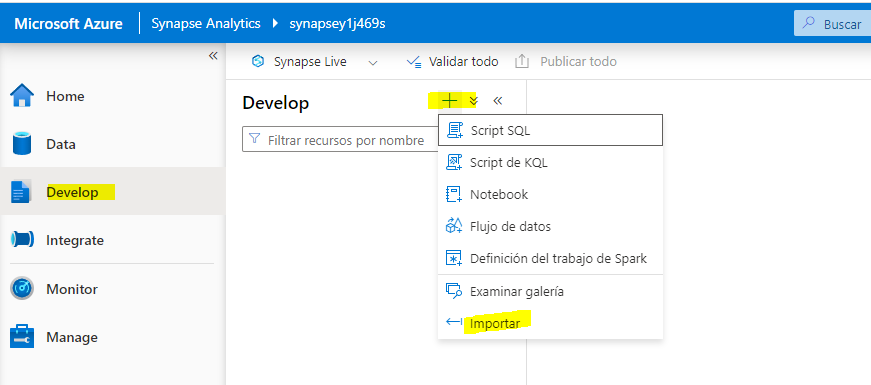 Microsoft Azure
Synapse Analytics
synapsey1j469s
Buscar
Home
Data
Develop
Integrate
Monitor
Manage
Synapse Live
Validar todo
Publicar todo
Develop
Filtrar recursos por nombre
Script SQL
Script de KQL
Notebook
Flujo de datos
Definición del trabajo de Spark
Examinar galería
Importar